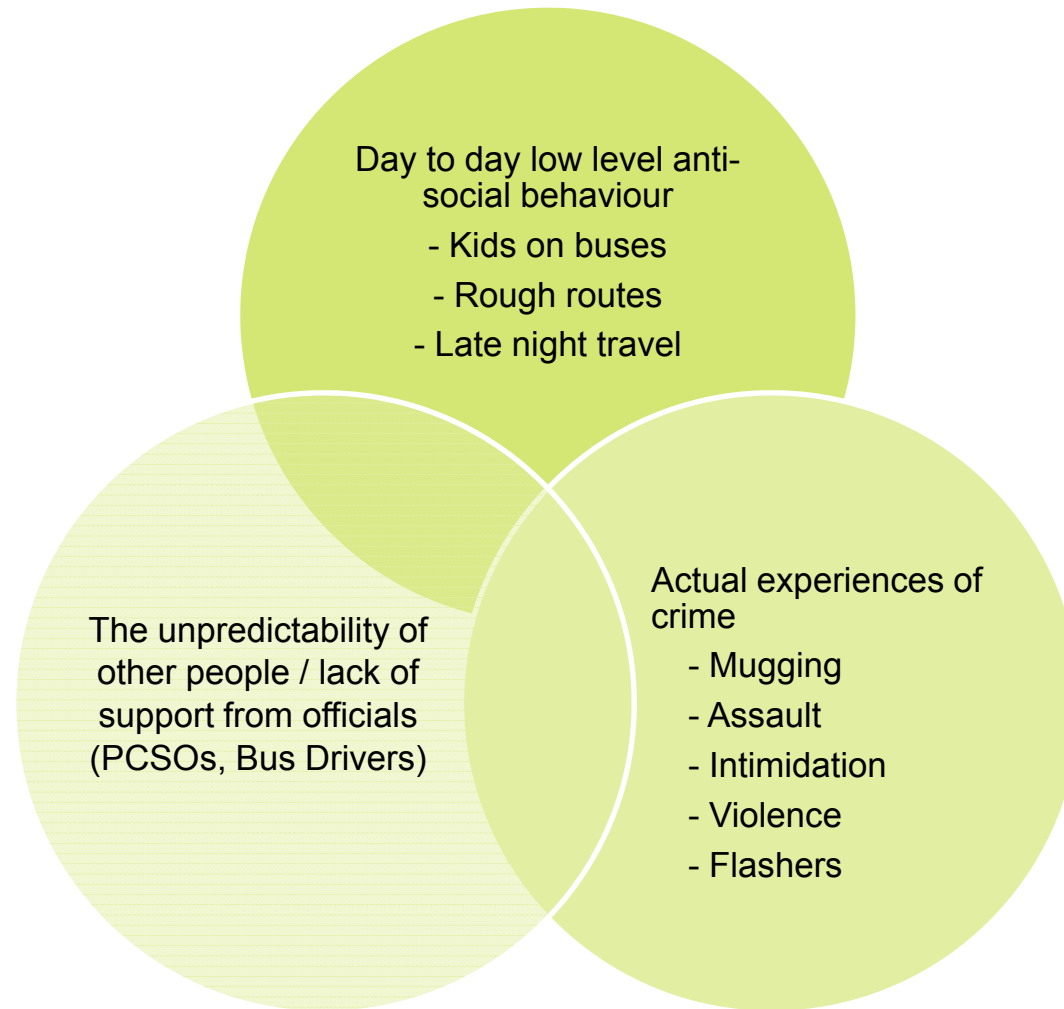 Day to day low level anti-
social behaviour
- Kids on buses
- Rough routes
- Late night travel
The unpredictability of
other people / lack of
support from officials
(PCSOs, Bus Drivers)
Actual experiences of
crime
- Mugging
- Assault
- Intimidation
- Violence
- Flashers